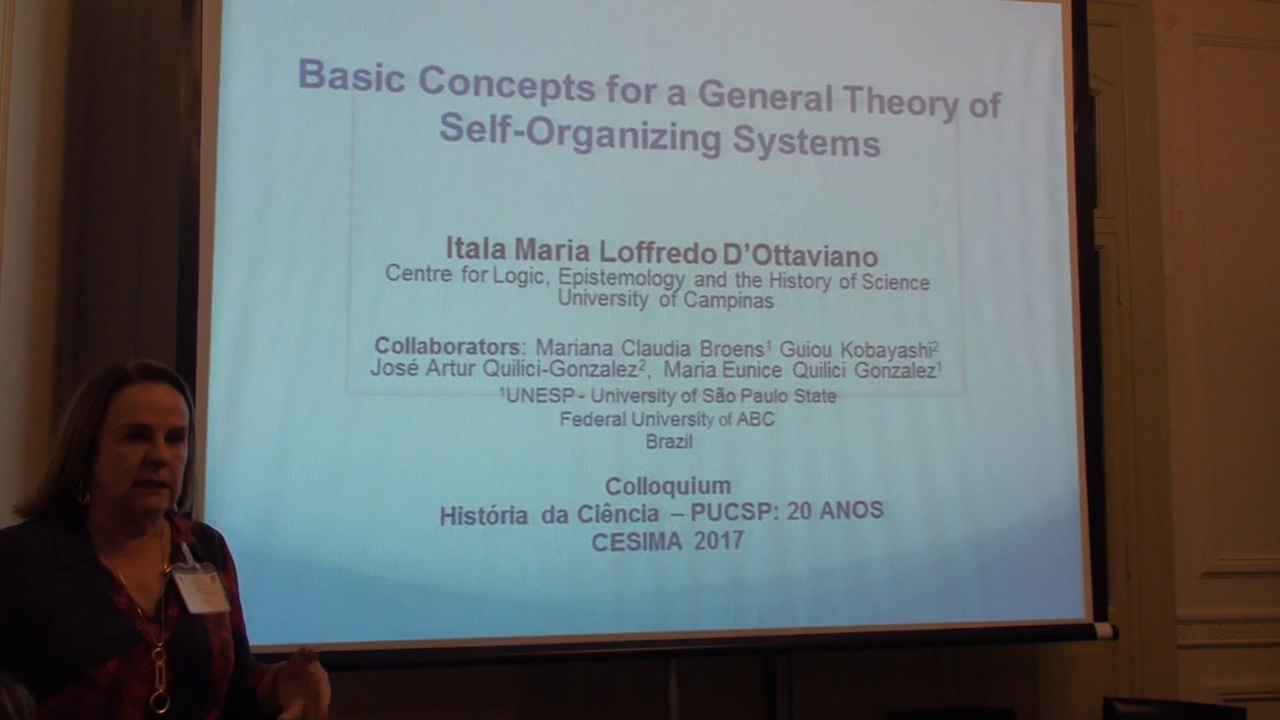 Basic Concepts for a General Theory of
Self-Organizing Systems
Itala Maria Loffredo D’Ottaviano
Centre for Logic, Epistemology and the History of Science
University of Campinas
Collaborators: Mariana Claudia Broens¹ Guiou Kobayashi²
José Artur Quilici-Gonzalez², Maria Eunice Quilici Gonzalez¹
¹UNESP - University of São Paulo State
Federal University of ABC
Brazil
Colloquium
História da Ciência – PUCSP: 20 ANOS
CESIMA 2017